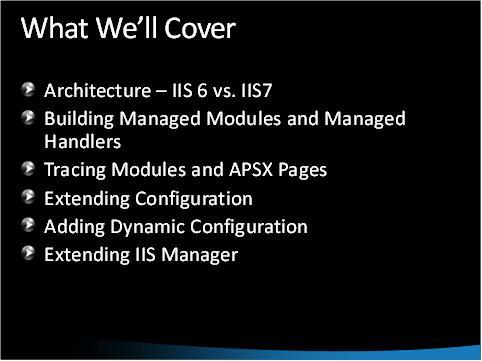 What We'll Cover
Architecture – IIS 6 vs. IIS7
Building Managed Modules and Managed
Handlers
Tracing Modules and APSX Pages
Extending Configuration
Adding Dynamic Configuration
Extending IIS Manager